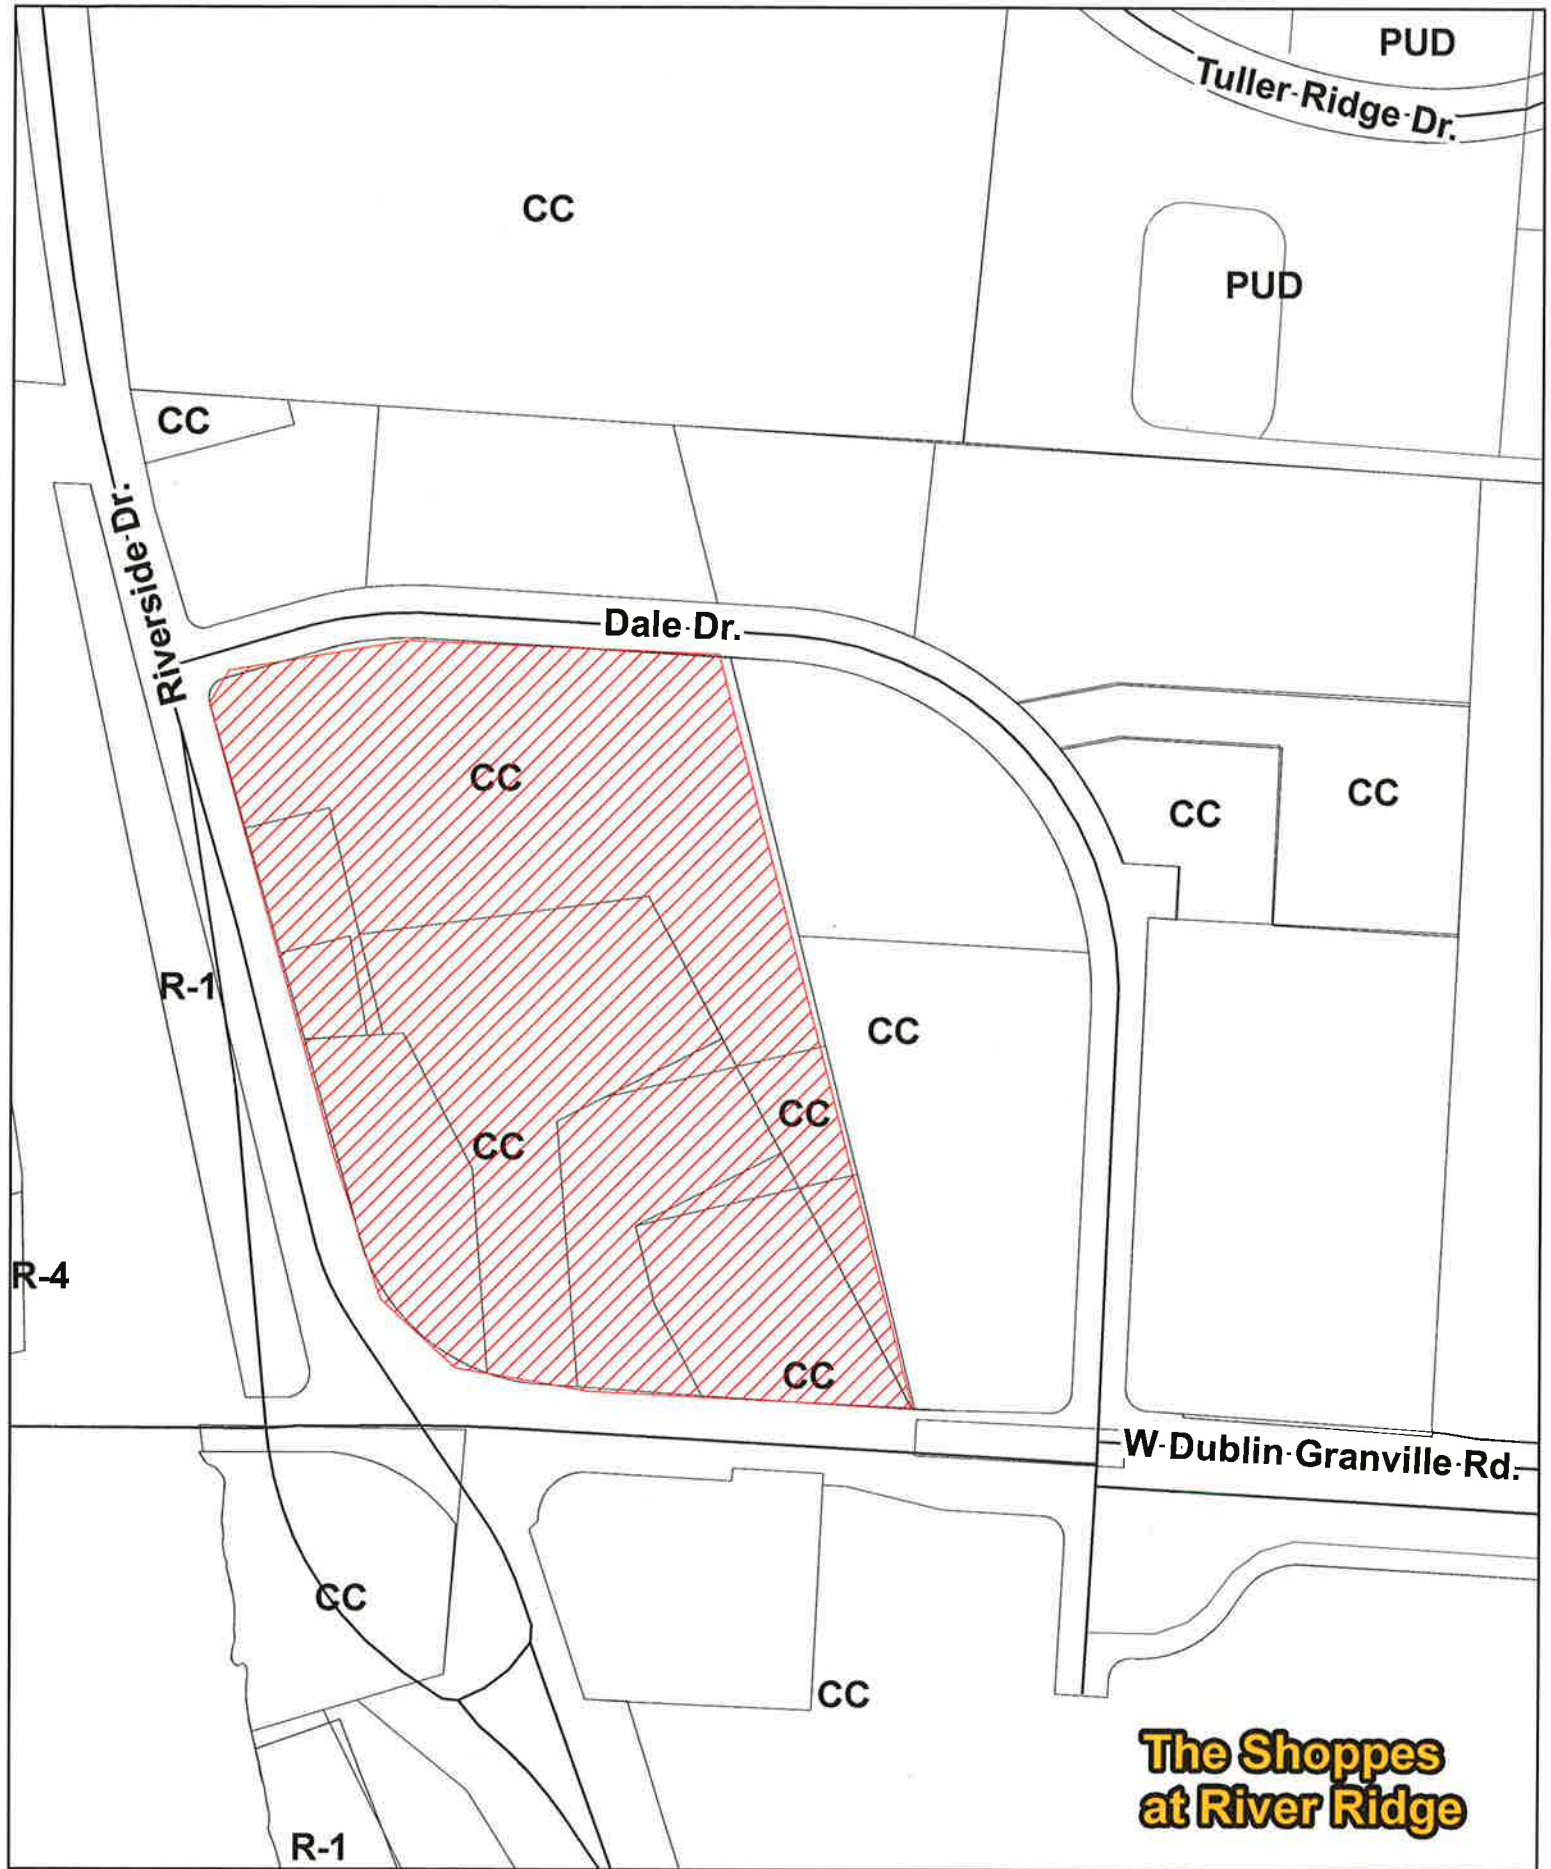 PUD
Tuller Ridge Dr.
CC
PUD
CC
Riverside Dr.
Dale Dr.
CC
CC
CC
R-1
CC
CC
CC
R-4
CC
W Dublin Granville Rd.
CC
CC
The Shoppes
at River Ridge
R-1